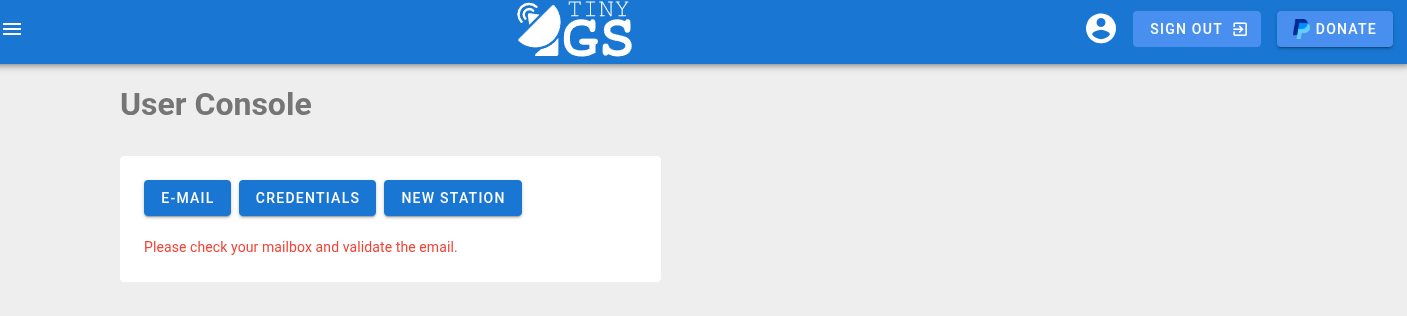 TINY
GS
SIGN OUT
DONATE
User Console
E-MAIL CREDENTIALS NEW STATION
Please check your mailbox and validate the email.